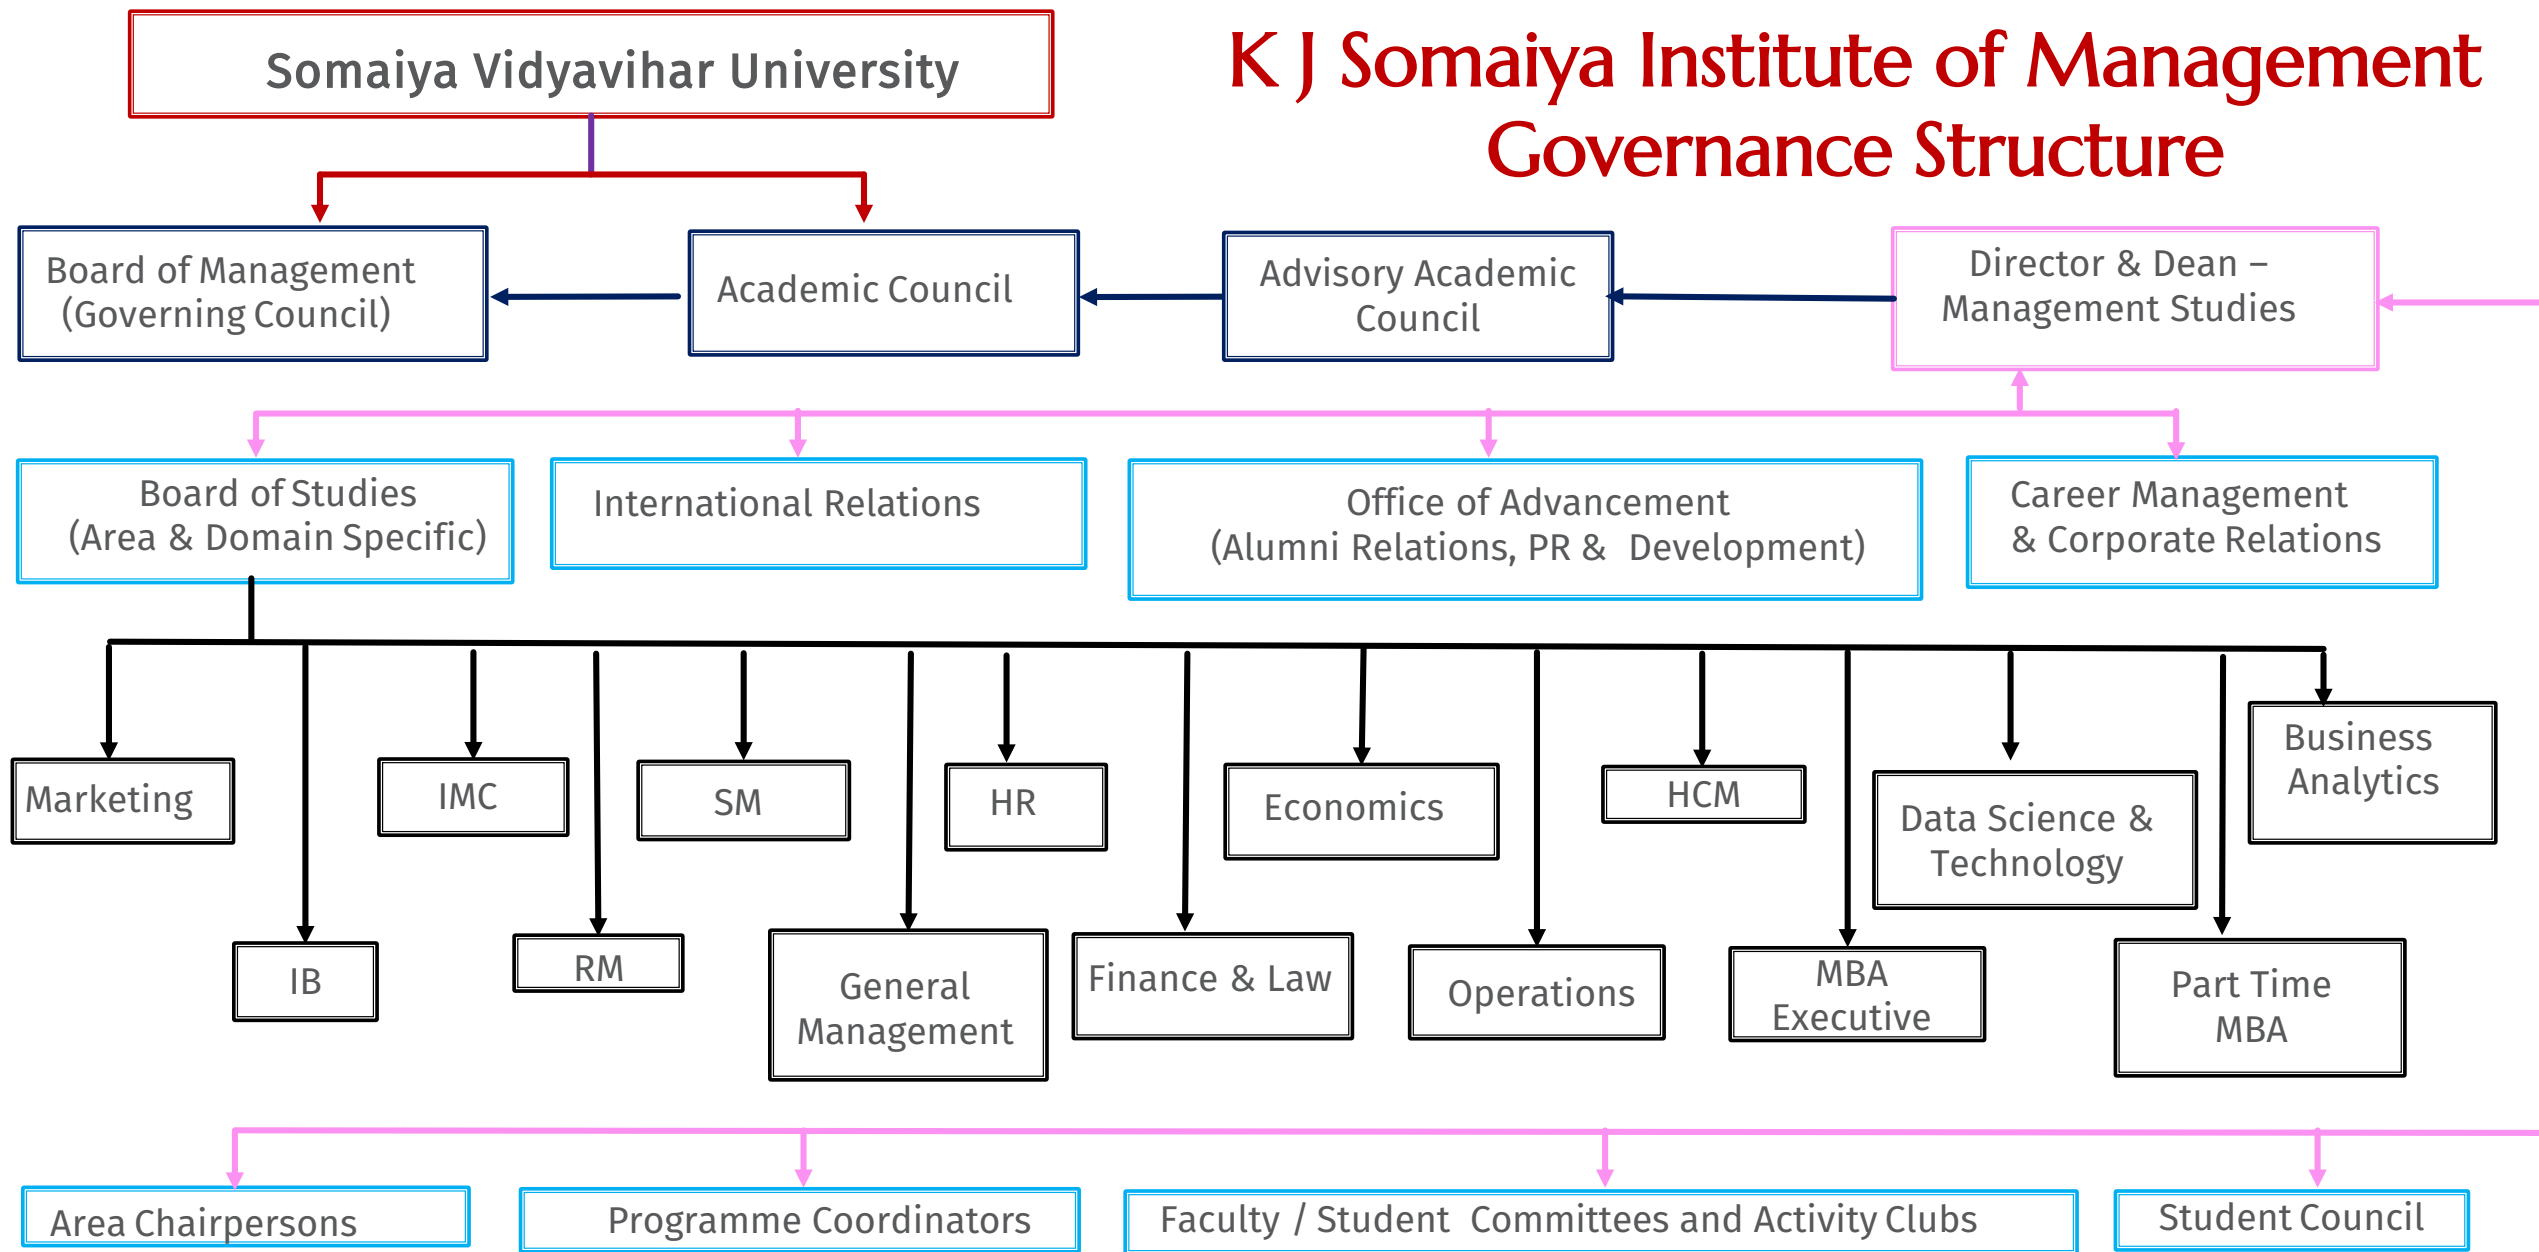 Somaiya Vidyavihar University
K J Somaiya Institute of Management
Governance Structure
Board of Management
(Governing Council)
Academic Council
Advisory Academic
Council
Director & Dean –
Management Studies
Board of Studies
(Area & Domain Specific)
International Relations
Office of Advancement
(Alumni Relations, PR & Development)
Career Management
& Corporate Relations
Marketing
IMC
SM
HR
Economics
HCM
Data Science &
Technology
Business
Analytics
IB
RM
General
Management
Finance & Law
Operations
MBA
Executive
Part Time
MBA
Area Chairpersons
Programme Coordinators
Faculty / Student Committees and Activity Clubs
Student Council